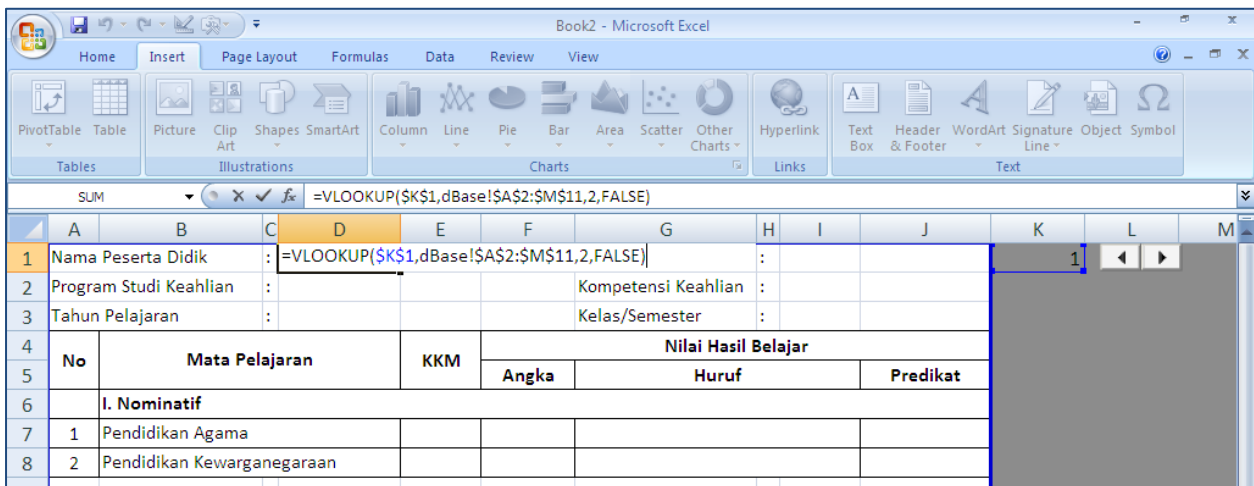 Book2 - Microsoft Excel
Home Insert Page Layout Formulas Data Review View
PivotTable Table Picture Clip Art Shapes SmartArt Column Line Pie Bar Area Scatter Other Charts Hyperlink Text Box Header & Footer WordArt Signature Line Object Symbol
Tables Illustrations Charts Links Text
SUM fx =VLOOKUP($K$1,dBase!$A$2:$M$11,2,FALSE)
A B C D E F G H I J K L M
1 Nama Peserta Didik : =VLOOKUP($K$1,dBase!$A$2:$M$11,2,FALSE) : 1
2 Program Studi Keahlian : Kompetensi Keahlian :
3 Tahun Pelajaran : Kelas/Semester :
4 No Mata Pelajaran KKM Nilai Hasil Belajar
5 Angka Huruf Predikat
6 I. Nominatif
7 1 Pendidikan Agama
8 2 Pendidikan Kewarganegaraan